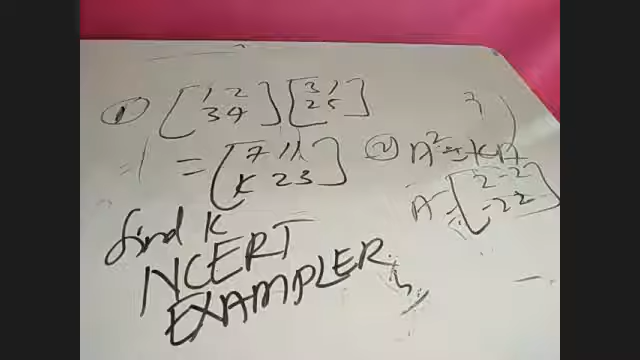 ① [1 2
3 4] [3 1
2 5]
= [7 11
K 23]
find K
NCERT
EXAMPLER
② A² = KA
A = [2 -2
-2 2]